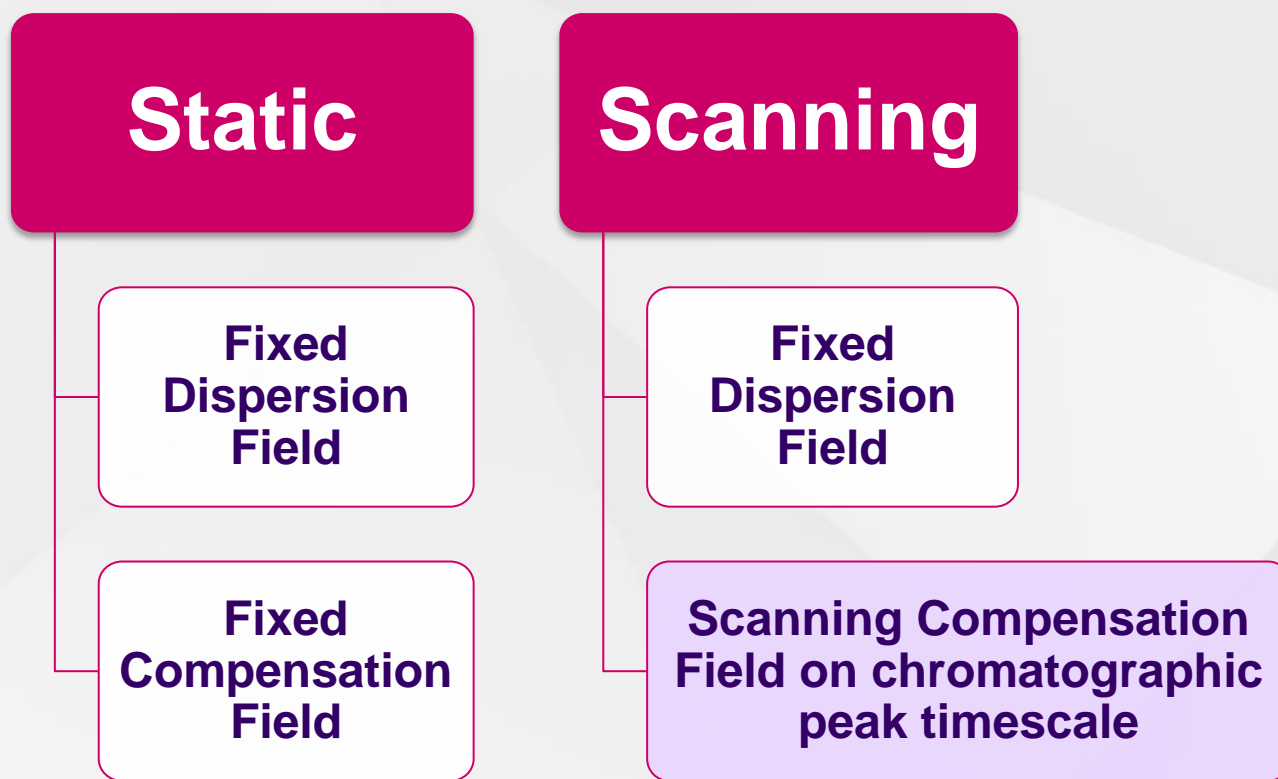 Static
Fixed
Dispersion
Field
Fixed
Compensation
Field
Scanning
Fixed
Dispersion
Field
Scanning Compensation
Field on chromatographic
peak timescale